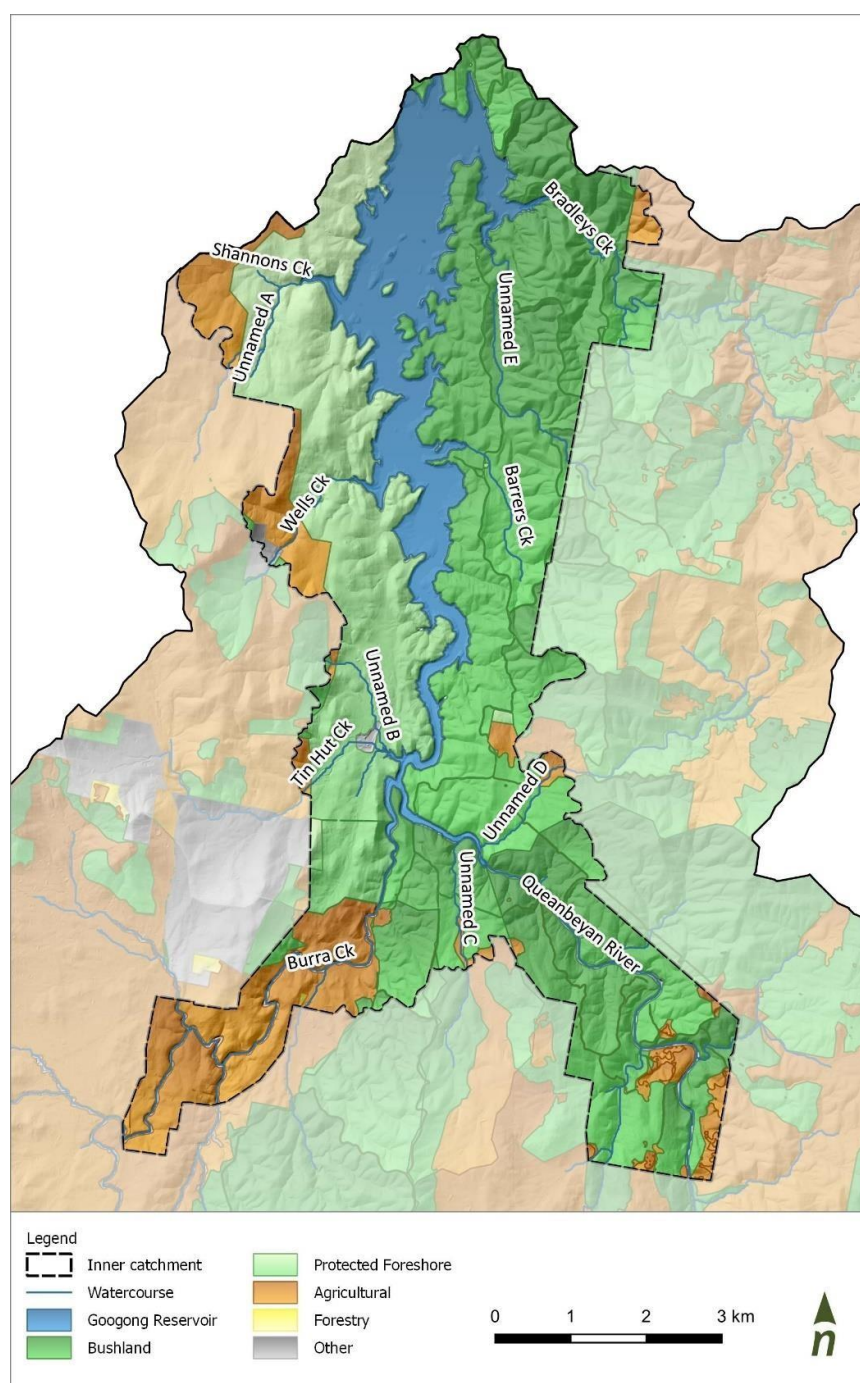 Bradleys Ck
Shannons Ck
Unnamed A
Unnamed E
Wells Ck
Barrers Ck
Unnamed B
Tin Hut Ck
Unnamed D
Unnamed C
Queanbeyan River
Burra Ck
Legend
Inner catchment
Watercourse
Googong Reservoir
Bushland
Protected Foreshore
Agricultural
Forestry
Other
0 1 2 3 km
n